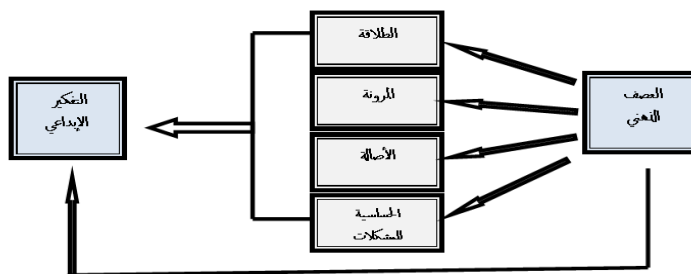 العصف
الذهني
الطلاقة
المرونة
الأصالة
الحساسية
للمشكلات
التفكير
الإبداعي